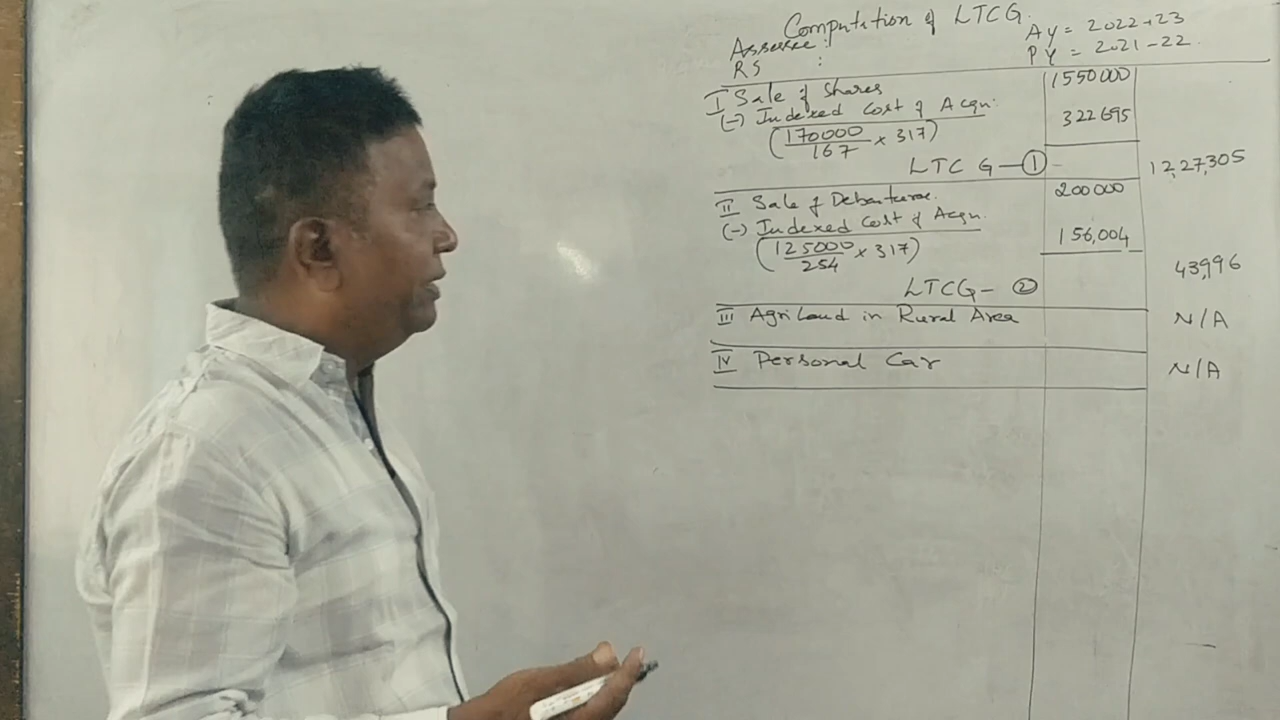 Computation of LTCG.
Assessee :
AY = 2022-23
RS :
PY = 2021-22
I Sale of Shares 1550000
(-) Indexed Cost of Acqn: 322695
(170000/167 × 317)
LTCG — ① - 12,27,305
II Sale of Debentures. 200000
(-) Indexed Cost of Acqn. 156,004
(125000/254 × 317)
LTCG - ② 43,996
III Agri Land in Rural Area N/A
IV Personal Car N/A